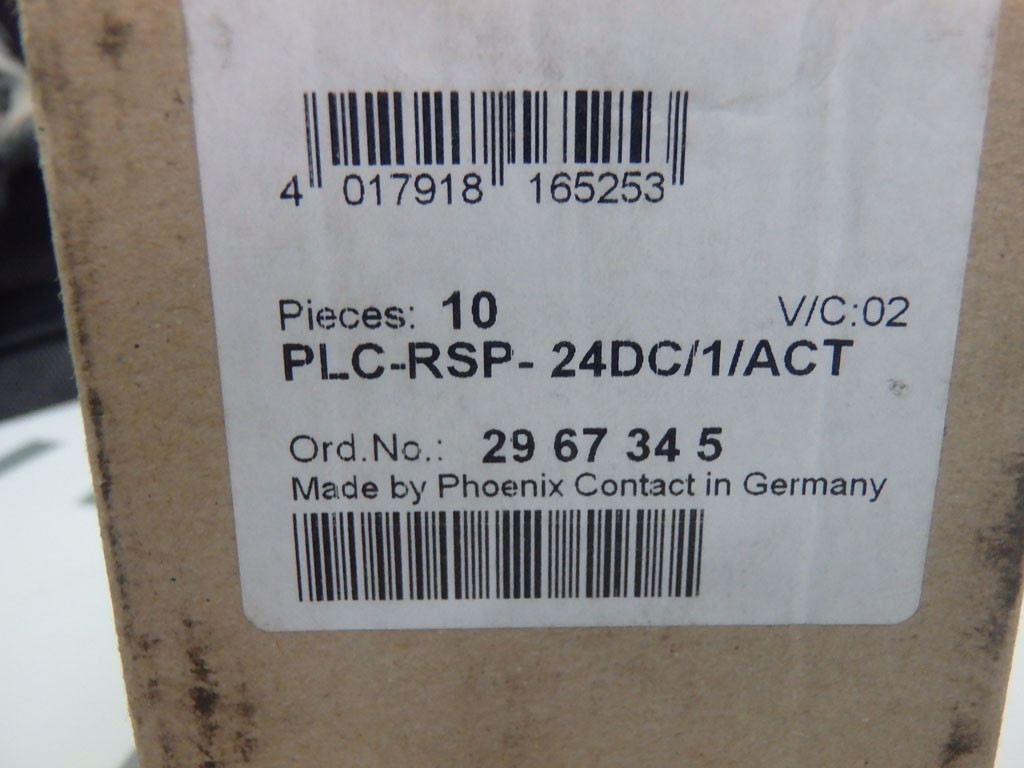 4 017918 165253
Pieces: 10 V/C:02
PLC-RSP- 24DC/1/ACT
Ord.No.: 29 67 34 5
Made by Phoenix Contact in Germany